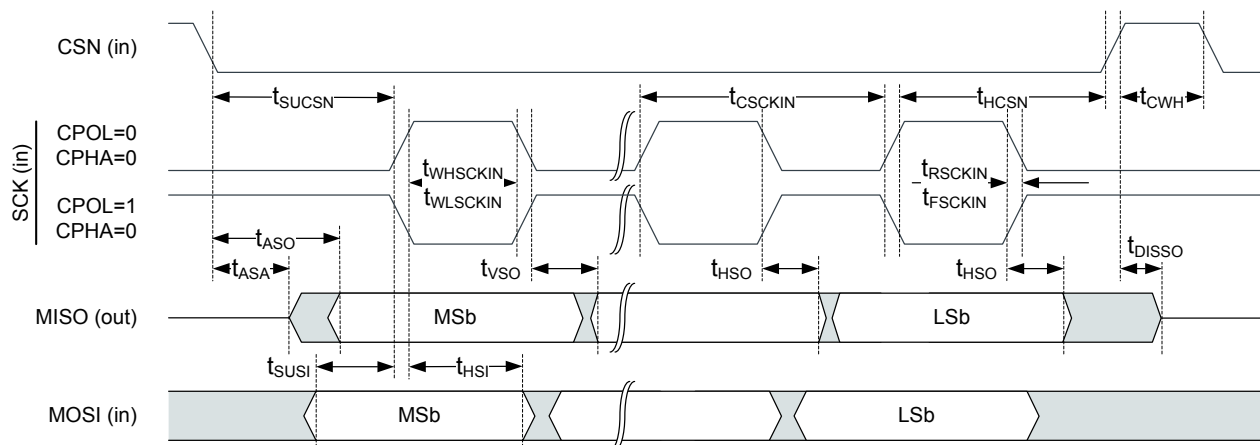 CSN (in)
tSUCSN
tCSCKIN
tHCSN
tCWH
SCK (in)
CPOL=0
CPHA=0
tWHSCKIN
tWLSCKIN
tRSCKIN
tFSCKIN
CPOL=1
CPHA=0
tASO
tASA
tVSO
tHSO
tHSO
tDISSO
MISO (out)
MSb
LSb
tSUSI
tHSI
MOSI (in)
MSb
LSb